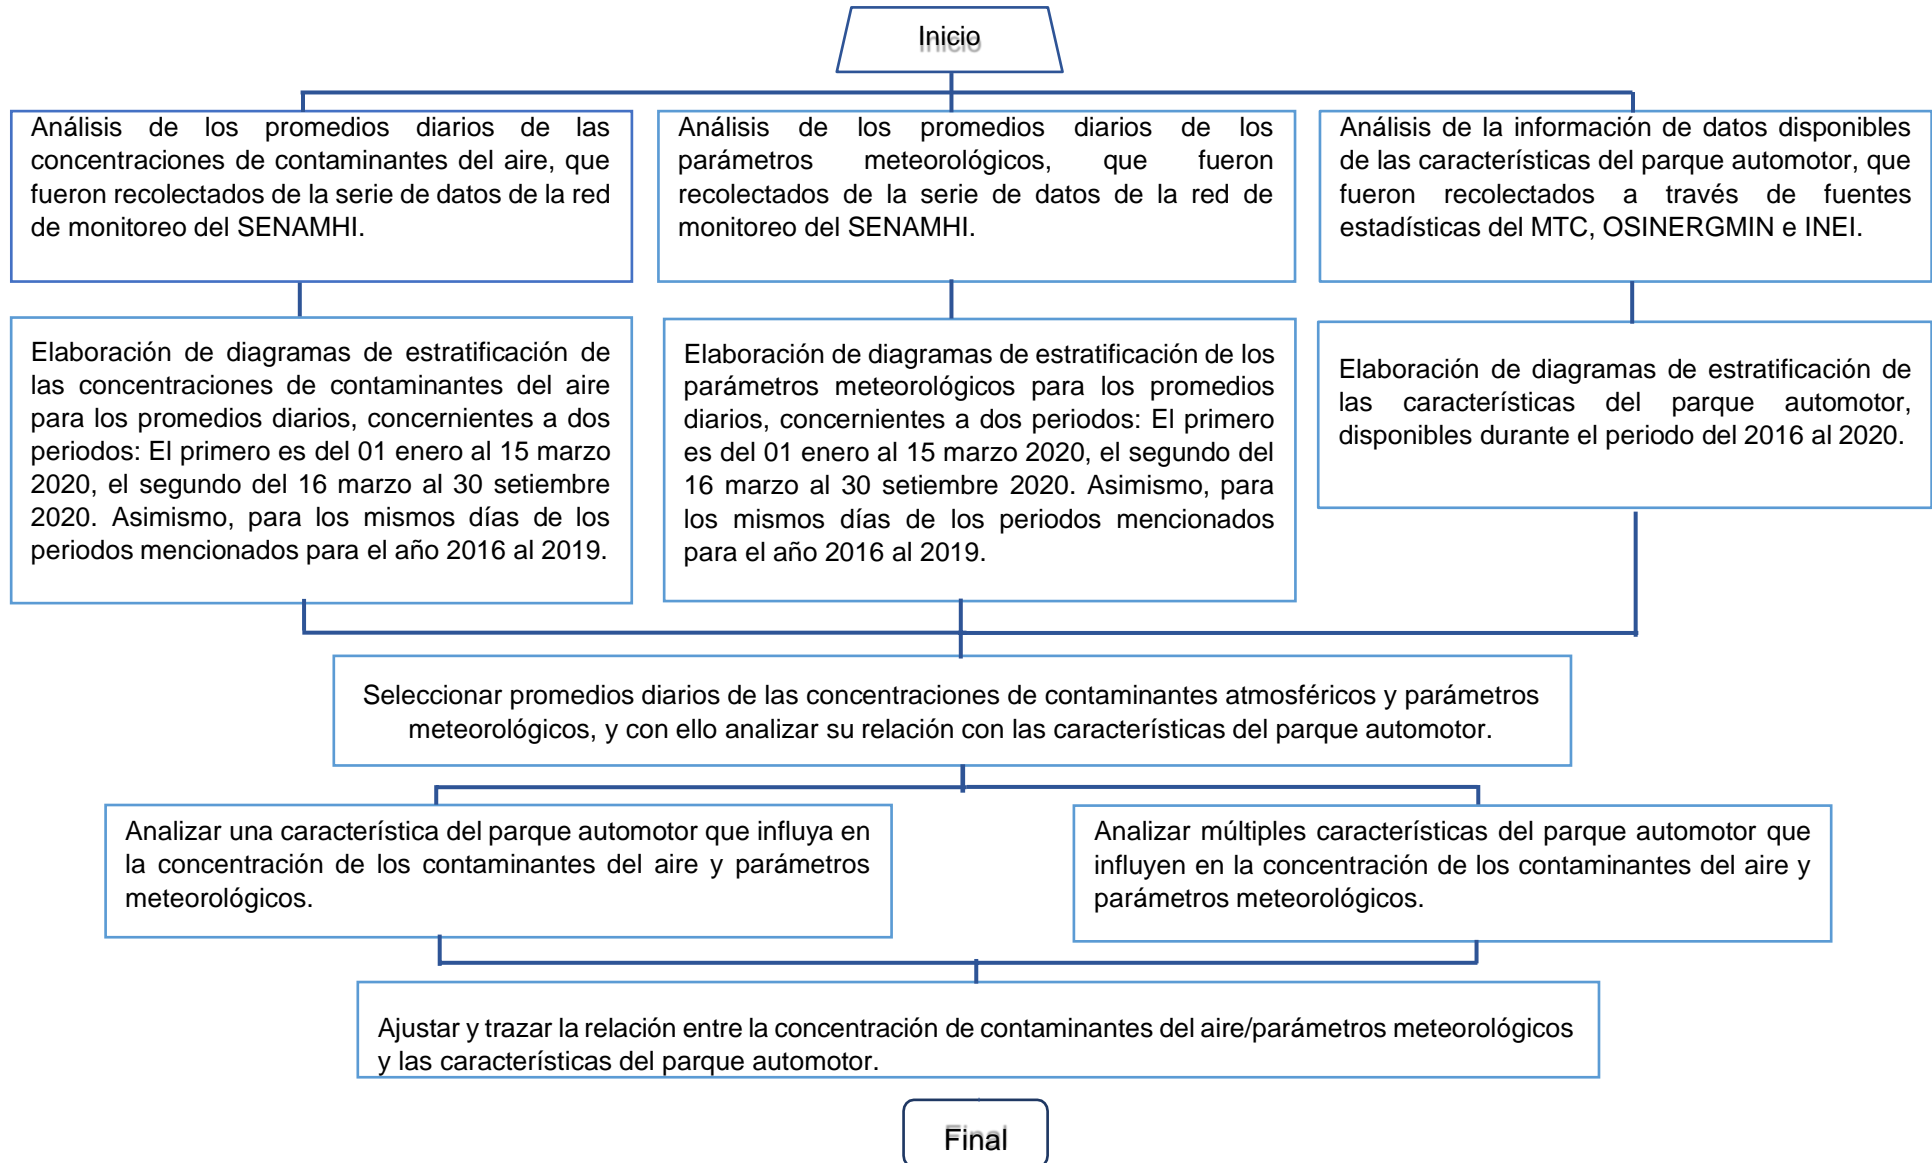 Inicio
Análisis de los promedios diarios de las
concentraciones de contaminantes del aire, que
fueron recolectados de la serie de datos de la red
de monitoreo del SENAMHI.
Análisis de los promedios diarios de los
parámetros meteorológicos, que fueron
recolectados de la serie de datos de la red de
monitoreo del SENAMHI.
Análisis de la información de datos disponibles
de las características del parque automotor, que
fueron recolectados a través de fuentes
estadísticas del MTC, OSINERGMIN e INEI.
Elaboración de diagramas de estratificación de
las concentraciones de contaminantes del aire
para los promedios diarios, concernientes a dos
periodos: El primero es del 01 enero al 15 marzo
2020, el segundo del 16 marzo al 30 setiembre
2020. Asimismo, para los mismos días de los
periodos mencionados para el año 2016 al 2019.
Elaboración de diagramas de estratificación de los
parámetros meteorológicos para los promedios
diarios, concernientes a dos periodos: El primero
es del 01 enero al 15 marzo 2020, el segundo del
16 marzo al 30 setiembre 2020. Asimismo, para
los mismos días de los periodos mencionados
para el año 2016 al 2019.
Elaboración de diagramas de estratificación de
las características del parque automotor,
disponibles durante el periodo del 2016 al 2020.
Seleccionar promedios diarios de las concentraciones de contaminantes atmosféricos y parámetros
meteorológicos, y con ello analizar su relación con las características del parque automotor.
Analizar una característica del parque automotor que influya en
la concentración de los contaminantes del aire y parámetros
meteorológicos.
Analizar múltiples características del parque automotor que
influyen en la concentración de los contaminantes del aire y
parámetros meteorológicos.
Ajustar y trazar la relación entre la concentración de contaminantes del aire/parámetros meteorológicos
y las características del parque automotor.
Final